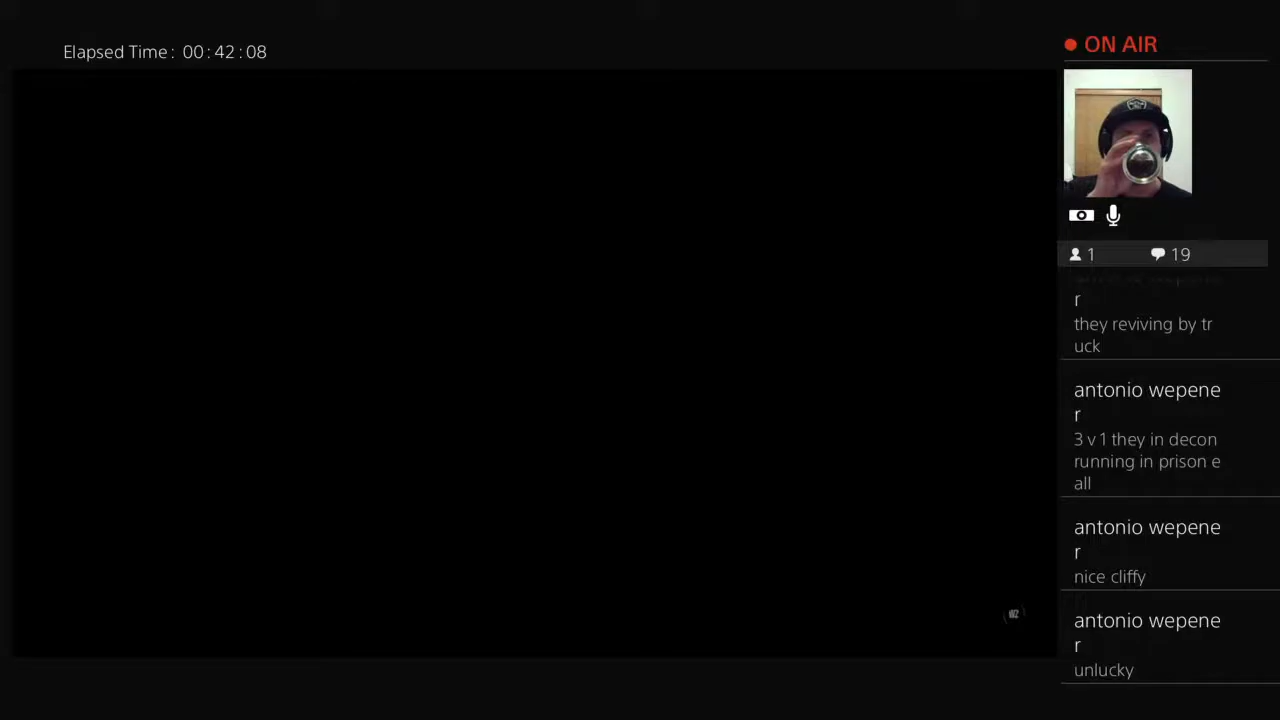 Elapsed Time: 00:42:08
ON AIR
1 19
r
they reviving by tr
uck
antonio wepene
r
3 v 1 they in decon
running in prison e
all
antonio wepene
r
nice cliffy
antonio wepene
r
unlucky
WZ